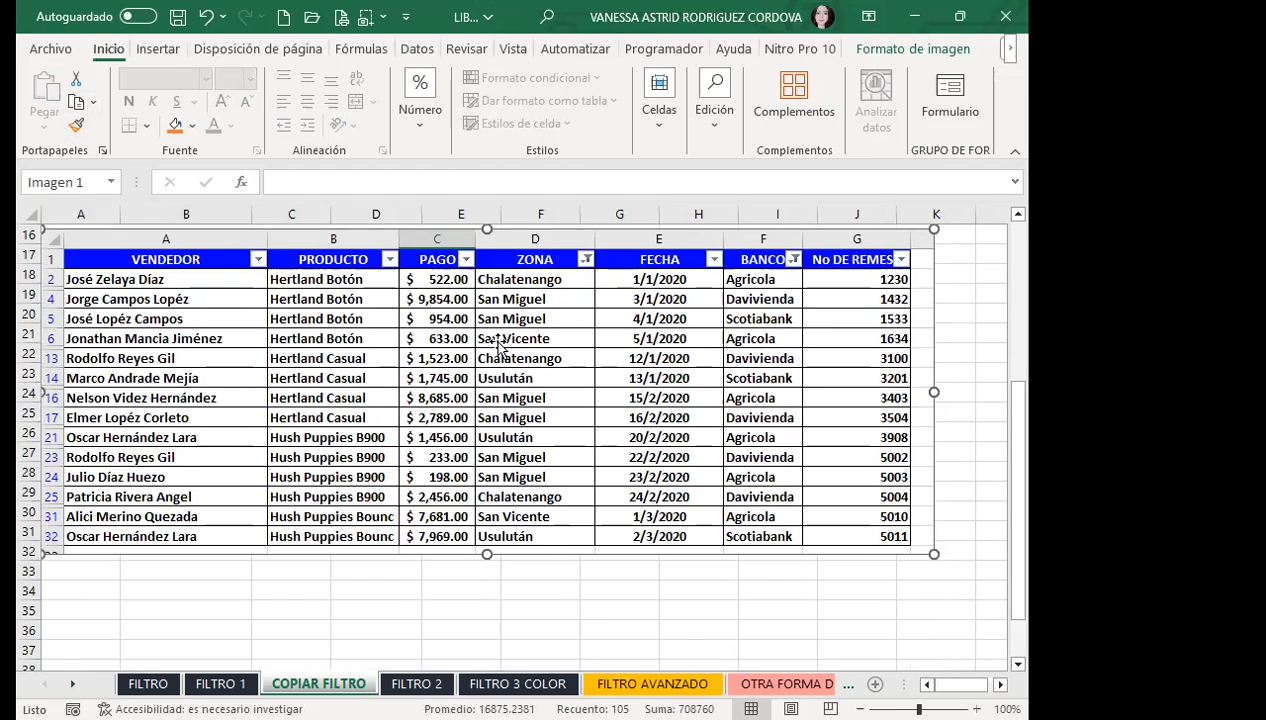 Autoguardado
LIB...
VANESSA ASTRID RODRIGUEZ CORDOVA
Archivo Inicio Insertar Disposición de página Fórmulas Datos Revisar Vista Automatizar Programador Ayuda Nitro Pro 10 Formato de imagen
Pegar
N K S
Número
Formato condicional
Dar formato como tabla
Estilos de celda
Celdas
Edición
Complementos
Analizar datos
Formulario
Portapapeles Fuente Alineación Estilos Complementos GRUPO DE FOR
Imagen 1 fx
A B C D E F G H I J K
16 A B C D E F G
17 1 VENDEDOR PRODUCTO PAGO ZONA FECHA BANCO No DE REMES
18 2 José Zelaya Díaz Hertland Botón $ 522.00 Chalatenango 1/1/2020 Agricola 1230
19 4 Jorge Campos Lopéz Hertland Botón $ 9,854.00 San Miguel 3/1/2020 Davivienda 1432
20 5 José Lopéz Campos Hertland Botón $ 954.00 San Miguel 4/1/2020 Scotiabank 1533
21 6 Jonathan Mancia Jiménez Hertland Botón $ 633.00 San Vicente 5/1/2020 Agricola 1634
22 13 Rodolfo Reyes Gil Hertland Casual $ 1,523.00 Chalatenango 12/1/2020 Davivienda 3100
23 14 Marco Andrade Mejía Hertland Casual $ 1,745.00 Usulután 13/1/2020 Scotiabank 3201
24 16 Nelson Videz Hernández Hertland Casual $ 8,685.00 San Miguel 15/2/2020 Agricola 3403
25 17 Elmer Lopéz Corleto Hertland Casual $ 2,789.00 San Miguel 16/2/2020 Davivienda 3504
26 21 Oscar Hernández Lara Hush Puppies B900 $ 1,456.00 Usulután 20/2/2020 Agricola 3908
27 23 Rodolfo Reyes Gil Hush Puppies B900 $ 233.00 San Miguel 22/2/2020 Davivienda 5002
28 24 Julio Díaz Huezo Hush Puppies B900 $ 198.00 San Miguel 23/2/2020 Agricola 5003
29 25 Patricia Rivera Angel Hush Puppies B900 $ 2,456.00 Chalatenango 24/2/2020 Davivienda 5004
30 31 Alici Merino Quezada Hush Puppies Bounc $ 7,681.00 San Vicente 1/3/2020 Agricola 5010
31 32 Oscar Hernández Lara Hush Puppies Bounc $ 7,969.00 Usulután 2/3/2020 Scotiabank 5011
32
33
34
35
36
37
38
FILTRO FILTRO 1 COPIAR FILTRO FILTRO 2 FILTRO 3 COLOR FILTRO AVANZADO OTRA FORMA D ...
Listo Accesibilidad: es necesario investigar Promedio: 16875.2381 Recuento: 105 Suma: 708760 100%